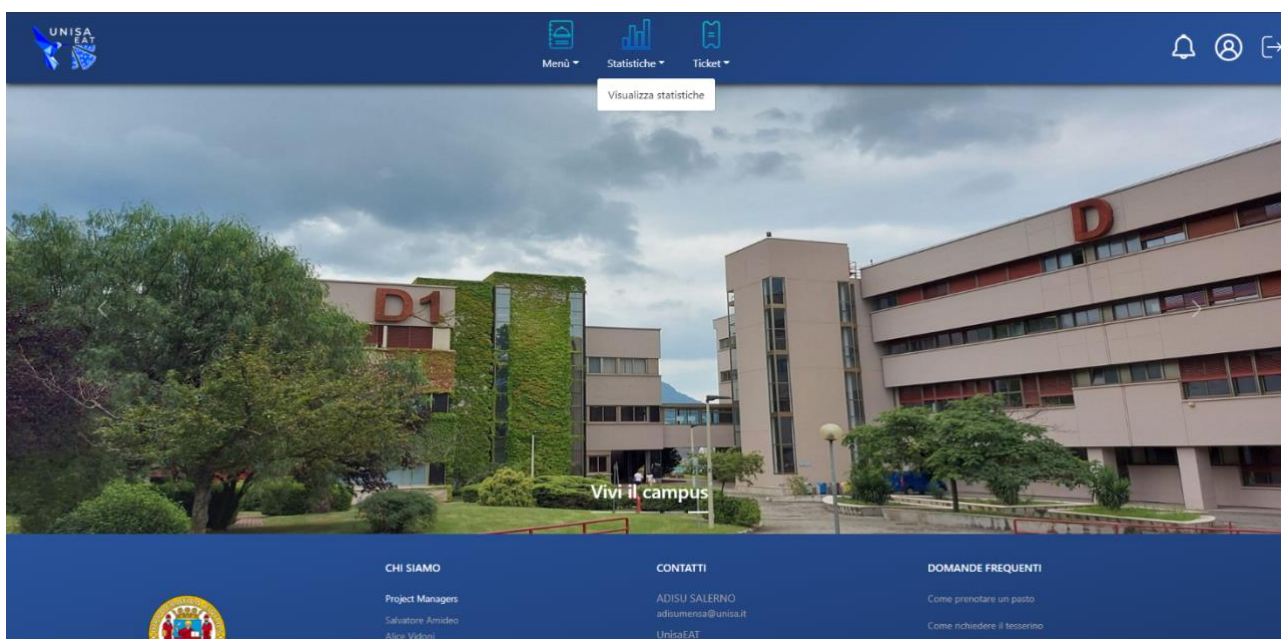 UNISA
EAT
Menù
Statistiche
Ticket
Visualizza statistiche
D1
D
Vivi il campus
CHI SIAMO
Project Managers
Salvatore Amideo
Alice Vidoni
CONTATTI
ADISU SALERNO
adisumensa@unisa.it
UnisaEAT
DOMANDE FREQUENTI
Come prenotare un pasto
Come richiedere il tesserino